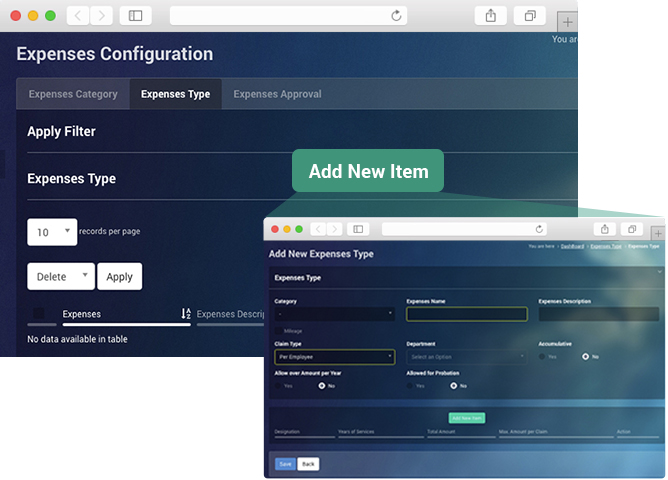 You are
Expenses Configuration
Expenses Category
Expenses Type
Expenses Approval
Apply Filter
Expenses Type
10
records per page
Delete
Apply
Expenses
Expenses Descrip
No data available in table
Add New Item
You are here › Dashboard › Expenses Type › Expenses Type
Add New Expenses Type
Expenses Type
Category
Expenses Name
Expenses Description
-
Mileage
Claim Type
Department
Accumulative
Per Employee
Select an Option
Yes
No
Allow over Amount per Year
Allowed for Probation
Yes
No
Yes
No
Add New Item
Designation
Years of Services
Total Amount
Max. Amount per Claim
Action
Save
Back